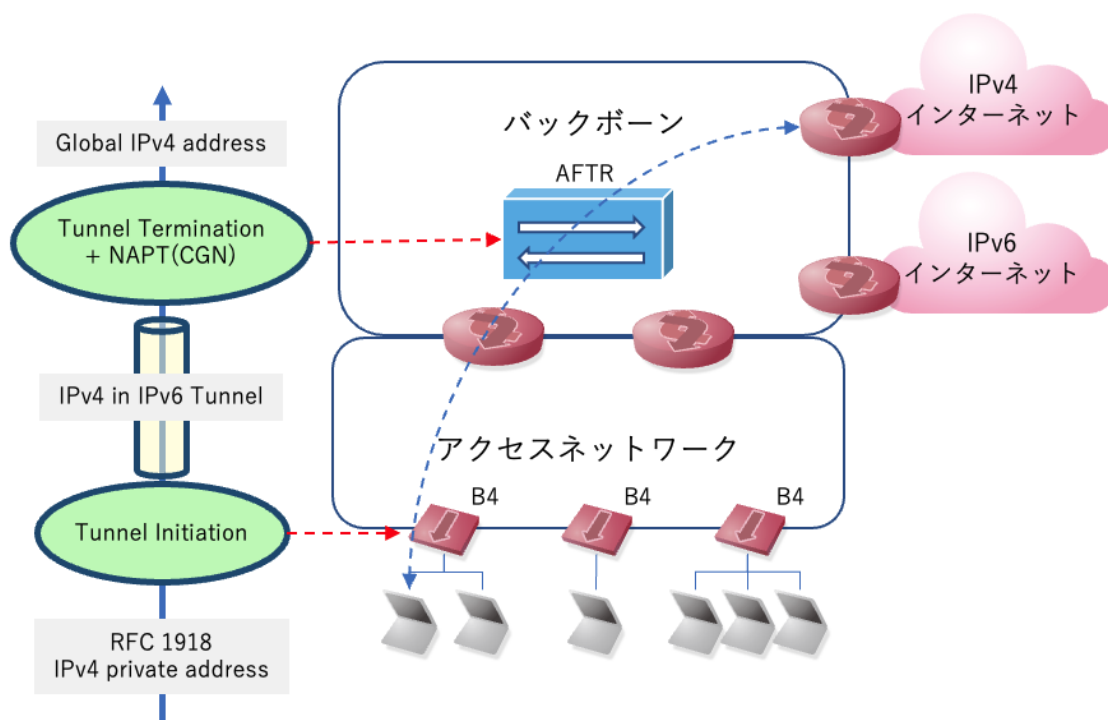 Global IPv4 address
Tunnel Termination
+ NAPT(CGN)
IPv4 in IPv6 Tunnel
Tunnel Initiation
RFC 1918
IPv4 private address
バックボーン
AFTR
IPv4
インターネット
IPv6
インターネット
アクセスネットワーク
B4
B4
B4